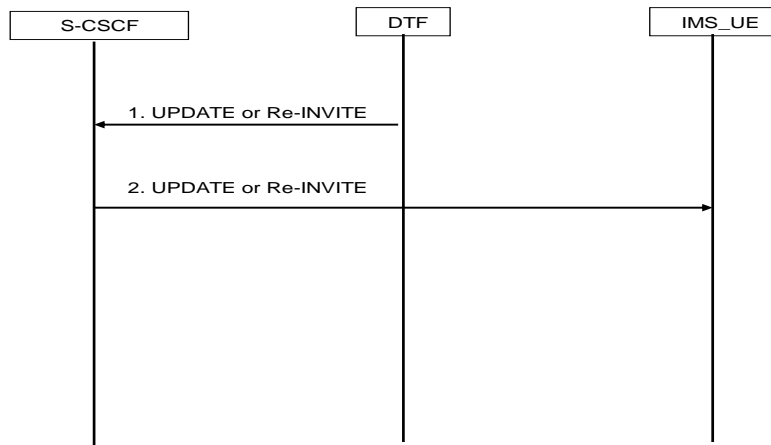 S-CSCF
DTF
IMS_UE
1. UPDATE or Re-INVITE
2. UPDATE or Re-INVITE